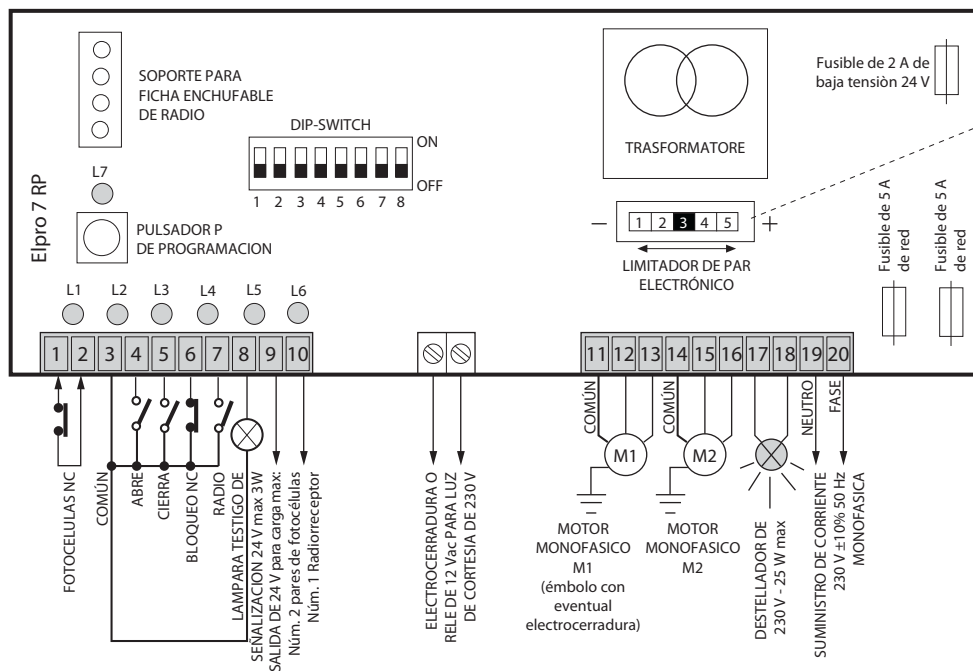 SOPORTE PARA
FICHA ENCHUFABLE
DE RADIO
DIP-SWITCH
ON
OFF
1 2 3 4 5 6 7 8
TRASFORMATORE
Fusible de 2 A de
baja tensiòn 24 V
Elpro 7 RP
L7
PULSADOR P
DE PROGRAMACION
− 1 2 3 4 5 +
LIMITADOR DE PAR
ELECTRÓNICO
Fusible de 5 A
de red
Fusible de 5 A
de red
L1 L2 L3 L4 L5 L6
1 2 3 4 5 6 7 8 9 10
11 12 13 14 15 16 17 18 19 20
FOTOCELULAS NC
COMÚN
ABRE
CIERRA
BLOQUEO NC
RADIO
LAMPARA TESTIGO DE
SEÑALIZACION 24 V max 3W
SALIDA DE 24 V para carga max:
Núm. 2 pares de fotocélulas
Núm. 1 Radiorreceptor
ELECTROCERRADURA O
RELE DE 12 Vac PARA LUZ
DE CORTESIA DE 230 V
COMÚN
M1
MOTOR
MONOFASICO
M1
(émbolo con
eventual
electrocerradura)
COMÚN
M2
MOTOR
MONOFASICO
M2
DESTELLADOR DE
230 V - 25 W max
NEUTRO
FASE
SUMINISTRO DE CORRIENTE
230 V ±10% 50 Hz
MONOFASICA